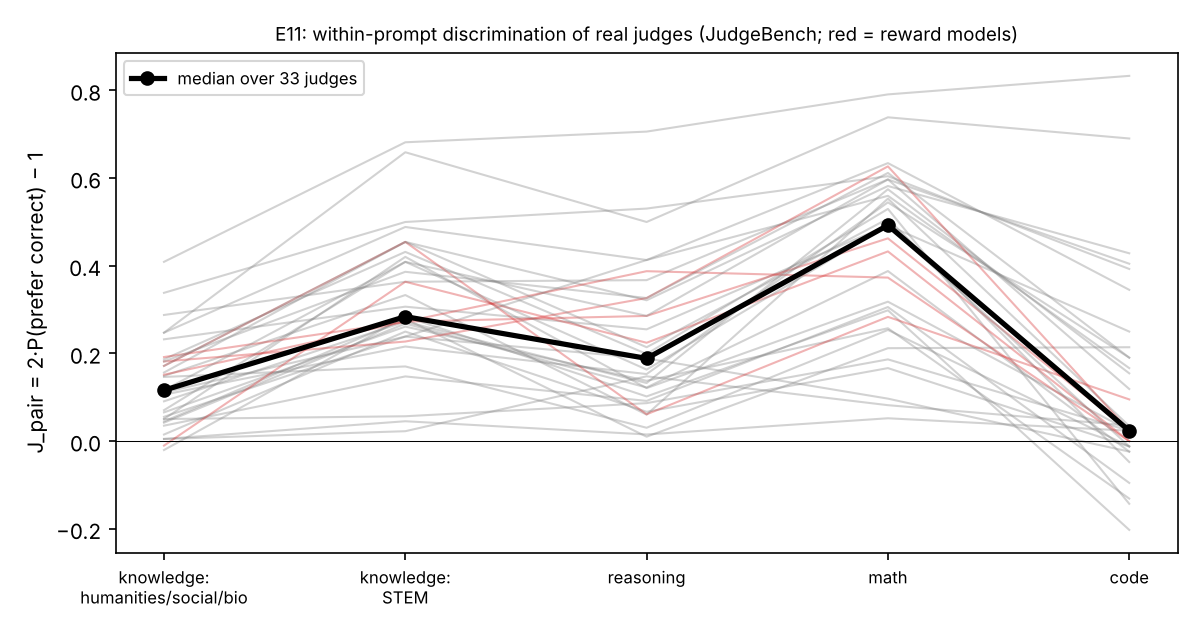 E11: within-prompt discrimination of real judges (JudgeBench; red = reward models)
median over 33 judges
J_pair = 2·P(prefer correct) − 1
0.8
0.6
0.4
0.2
0.0
−0.2
knowledge:
humanities/social/bio
knowledge:
STEM
reasoning
math
code